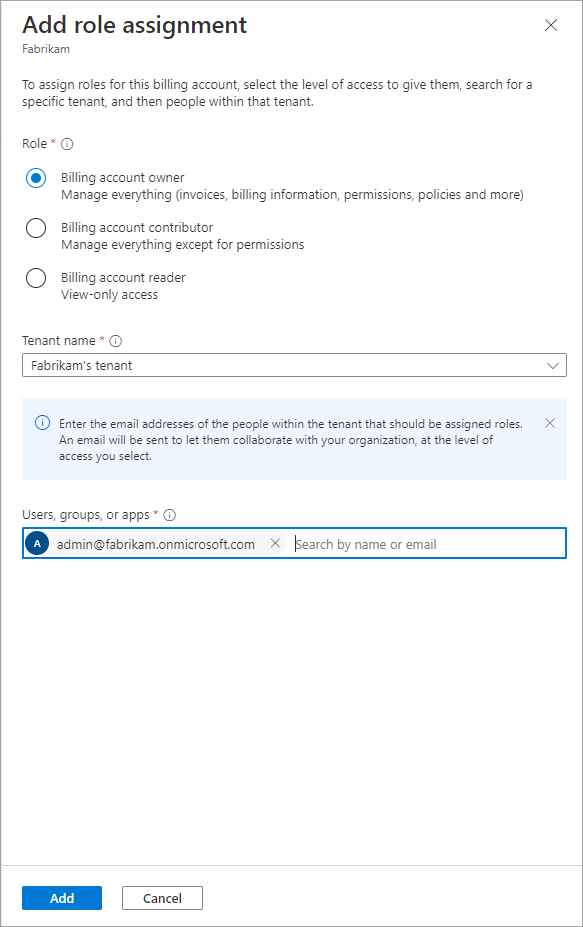 Add role assignment
Fabrikam
To assign roles for this billing account, select the level of access to give them, search for a
specific tenant, and then people within that tenant.
Role *
Billing account owner
Manage everything (invoices, billing information, permissions, policies and more)
Billing account contributor
Manage everything except for permissions
Billing account reader
View-only access
Tenant name *
Fabrikam's tenant
Enter the email addresses of the people within the tenant that should be assigned roles.
An email will be sent to let them collaborate with your organization, at the level of
access you select.
Users, groups, or apps *
A admin@fabrikam.onmicrosoft.com Search by name or email
Add Cancel